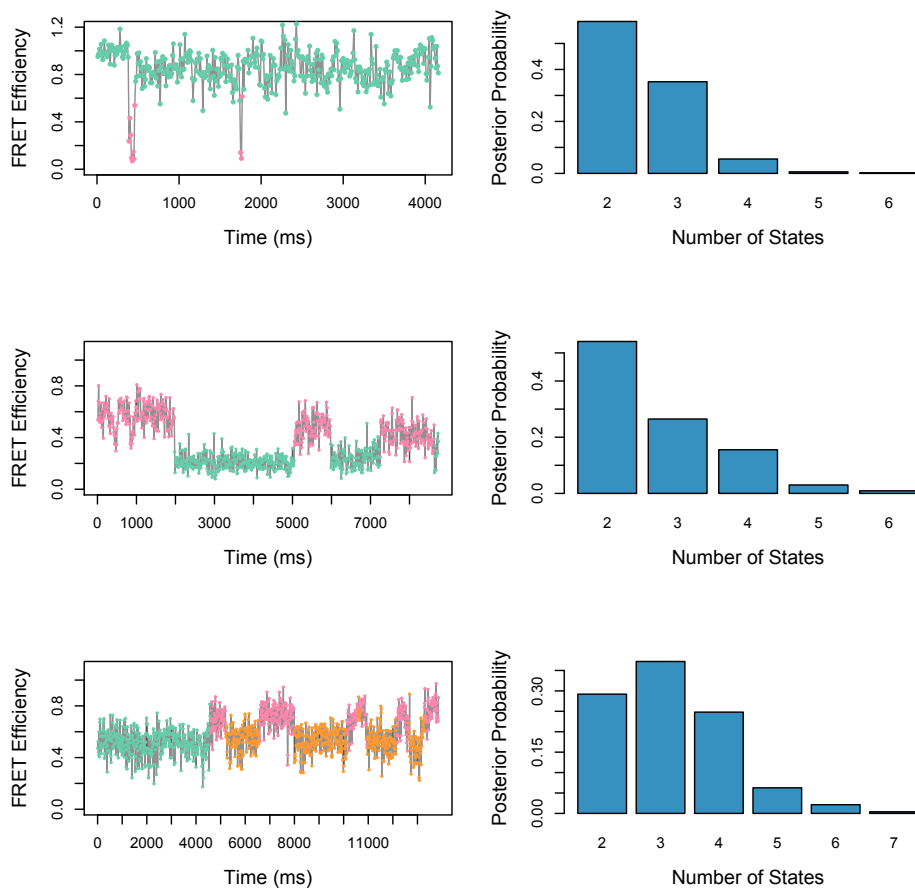 FRET Efficiency
0.0 0.4 0.8 1.2
0 1000 2000 3000 4000
Time (ms)
Posterior Probability
0.0 0.2 0.4
2 3 4 5 6
Number of States
FRET Efficiency
0.0 0.4 0.8
0 1000 3000 5000 7000
Time (ms)
Posterior Probability
0.0 0.2 0.4
2 3 4 5 6
Number of States
FRET Efficiency
0.0 0.4 0.8
0 2000 4000 6000 8000 11000
Time (ms)
Posterior Probability
0.00 0.15 0.30
2 3 4 5 6 7
Number of States